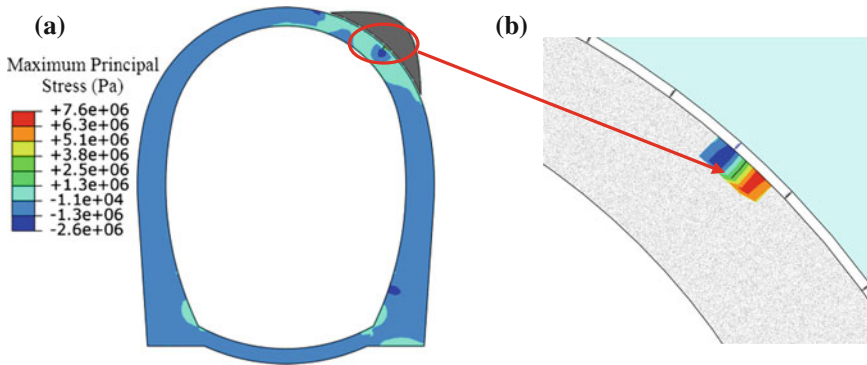 (a)
(b)
Maximum Principal
Stress (Pa)
+7.6e+06
+6.3e+06
+5.1e+06
+3.8e+06
+2.5e+06
+1.3e+06
-1.1e+04
-1.3e+06
-2.6e+06